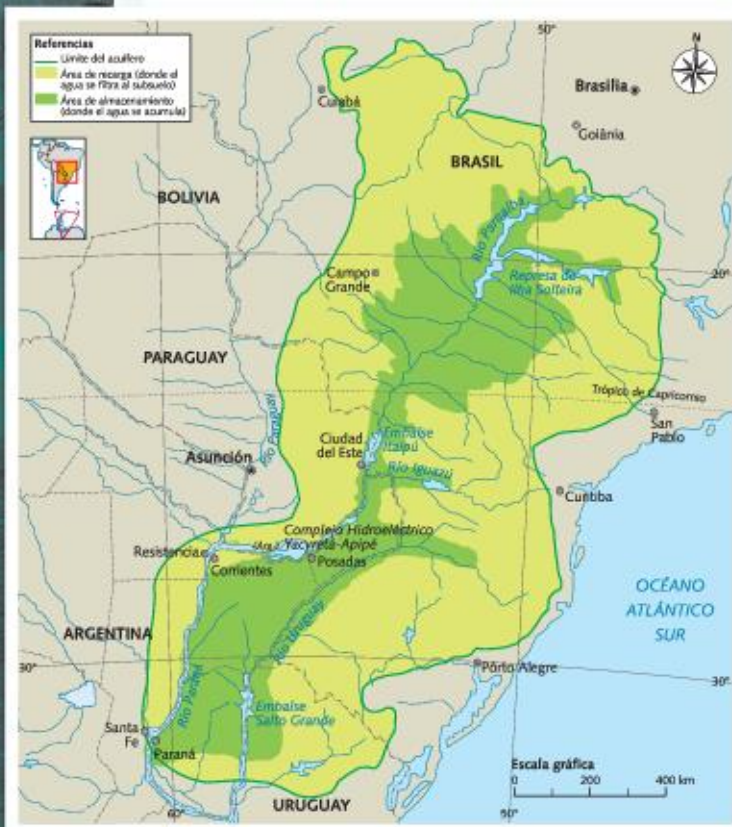 Referencias
Límite del acuífero
Área de recarga (donde el
agua se filtra al subsuelo)
Área de almacenamiento
(donde el agua se acumula)
50°
N
Cuiabá
Brasilia
Goiânia
BRASIL
BOLIVIA
Río Paranaíba
Campo
Grande
Represa de
Ilha Solteira
20°
PARAGUAY
Río Paraguay
Trópico de Capricornio
San
Pablo
Embalse
Itaipú
Ciudad
del Este
Asunción
Río Iguazú
Curitiba
Complejo Hidroeléctrico
Yacyretá-Apipé
(Arg.)
Resistencia
Corrientes
Posadas
OCÉANO
ATLÁNTICO
SUR
ARGENTINA
Río Uruguay
30°
Pôrto Alegre
30°
Río Paraná
Embalse
Salto Grande
Santa
Fe
Paraná
Escala gráfica
0 200 400 km
URUGUAY
60°
50°